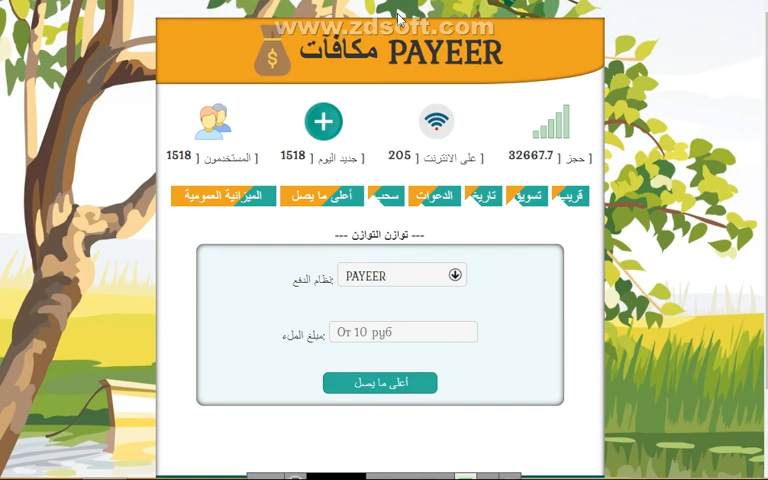 www.zdsoft.com
PAYEER مكافآت
[ حجز [ 32667.7
[ على الانترنت [ 205
[ جديد اليوم [ 1518
[ المستخدمون [ 1518
قريب
تسويق
تاريخ
الدعوات
سحب
أعلى ما يصل
الميزانية العمومية
--- توازن التوازن ---
نظام الدفع:
PAYEER
مبلغ الملء:
От 10 руб
أعلى ما يصل